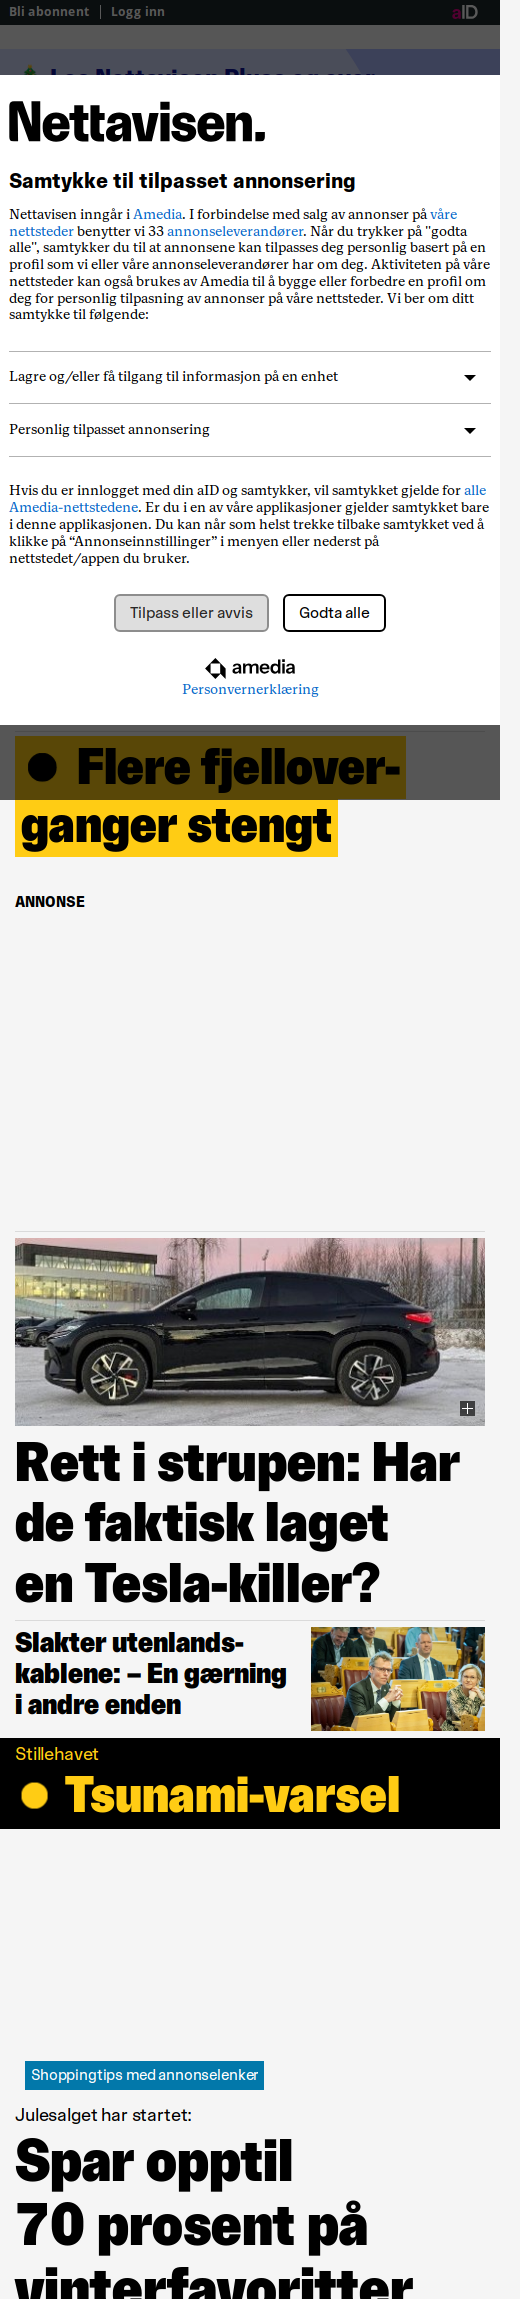 Bli abonnent | Logg inn
aID
Nettavisen.
Samtykke til tilpasset annonsering
Nettavisen inngår i Amedia. I forbindelse med salg av annonser på våre
nettsteder benytter vi 33 annonseleverandører. Når du trykker på "godta
alle", samtykker du til at annonsene kan tilpasses deg personlig basert på en
profil som vi eller våre annonseleverandører har om deg. Aktiviteten på våre
nettsteder kan også brukes av Amedia til å bygge eller forbedre en profil om
deg for personlig tilpasning av annonser på våre nettsteder. Vi ber om ditt
samtykke til følgende:
Lagre og/eller få tilgang til informasjon på en enhet
Personlig tilpasset annonsering
Hvis du er innlogget med din aID og samtykker, vil samtykket gjelde for alle
Amedia-nettstedene. Er du i en av våre applikasjoner gjelder samtykket bare
i denne applikasjonen. Du kan når som helst trekke tilbake samtykket ved å
klikke på “Annonseinnstillinger” i menyen eller nederst på
nettstedet/appen du bruker.
Tilpass eller avvis
Godta alle
amedia
Personvernerklæring
Flere fjellover-
ganger stengt
ANNONSE
Rett i strupen: Har
de faktisk laget
en Tesla-killer?
Slakter utenlands-
kablene: – En gærning
i andre enden
Stillehavet
Tsunami-varsel
Shoppingtips med annonselenker
Julesalget har startet:
Spar opptil
70 prosent på
vinterfavoritter